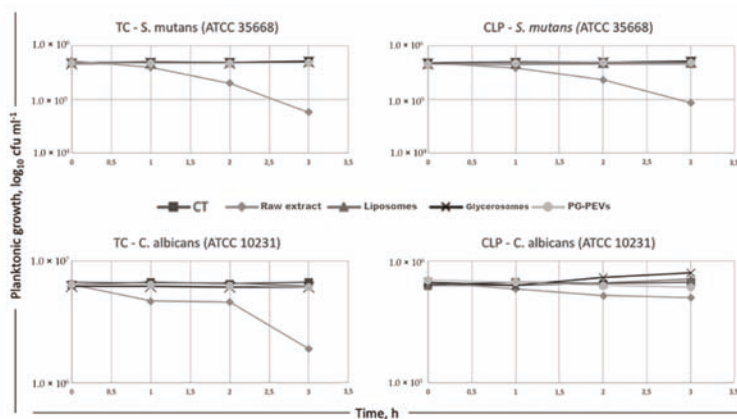 TC - S. mutans (ATCC 35668)
CLP - S. mutans (ATCC 35668)
1.0 × 10⁶
1.0 × 10⁵
1.0 × 10⁴
0 0,5 1 1,5 2 2,5 3 3,5
1.0 × 10⁶
1.0 × 10⁵
1.0 × 10⁴
0 0,5 1 1,5 2 2,5 3 3,5
Planktonic growth, log₁₀ cfu ml⁻¹
CT Raw extract Liposomes Glycerosomes PG-PEVs
TC - C. albicans (ATCC 10231)
CLP - C. albicans (ATCC 10231)
1.0 × 10⁷
1.0 × 10⁶
0 0,5 1 1,5 2 2,5 3 3,5
1.0 × 10⁶
1.0 × 10⁵
0 0,5 1 1,5 2 2,5 3 3,5
Time, h